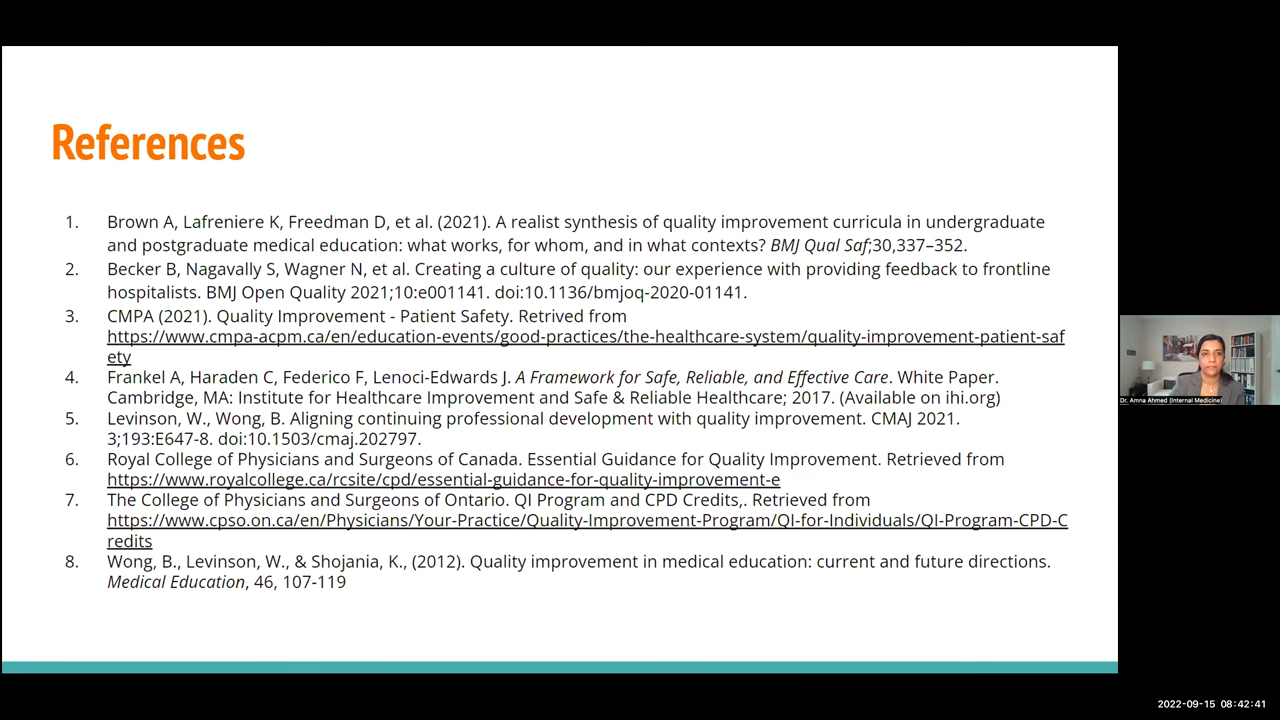 References
1. Brown A, Lafreniere K, Freedman D, et al. (2021). A realist synthesis of quality improvement curricula in undergraduate
and postgraduate medical education: what works, for whom, and in what contexts? BMJ Qual Saf;30,337–352.
2. Becker B, Nagavally S, Wagner N, et al. Creating a culture of quality: our experience with providing feedback to frontline
hospitalists. BMJ Open Quality 2021;10:e001141. doi:10.1136/bmjoq-2020-01141.
3. CMPA (2021). Quality Improvement - Patient Safety. Retrived from
https://www.cmpa-acpm.ca/en/education-events/good-practices/the-healthcare-system/quality-improvement-patient-saf
ety
4. Frankel A, Haraden C, Federico F, Lenoci-Edwards J. A Framework for Safe, Reliable, and Effective Care. White Paper.
Cambridge, MA: Institute for Healthcare Improvement and Safe & Reliable Healthcare; 2017. (Available on ihi.org)
5. Levinson, W., Wong, B. Aligning continuing professional development with quality improvement. CMAJ 2021.
3;193:E647-8. doi:10.1503/cmaj.202797.
6. Royal College of Physicians and Surgeons of Canada. Essential Guidance for Quality Improvement. Retrieved from
https://www.royalcollege.ca/rcsite/cpd/essential-guidance-for-quality-improvement-e
7. The College of Physicians and Surgeons of Ontario. QI Program and CPD Credits,. Retrieved from
https://www.cpso.on.ca/en/Physicians/Your-Practice/Quality-Improvement-Program/QI-for-Individuals/QI-Program-CPD-C
redits
8. Wong, B., Levinson, W., & Shojania, K., (2012). Quality improvement in medical education: current and future directions.
Medical Education, 46, 107-119
Dr. Amna Ahmed (Internal Medicine)
2022-09-15 08:42:41